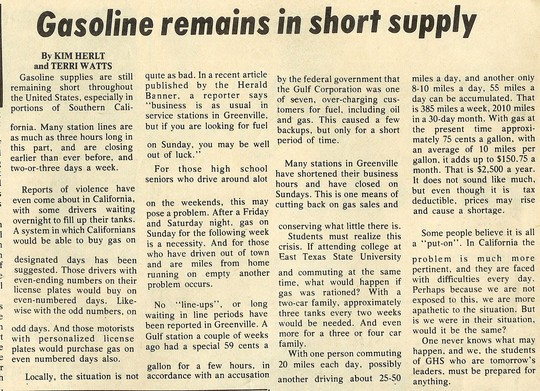 Gasoline remains in short supply
By KIM HERLT
and TERRI WATTS
Gasoline supplies are still
remaining short throughout
the United States, especially in
portions of Southern Cali-
fornia. Many station lines are
as much as three hours long in
this part, and are closing
earlier than ever before, and
two-or-three days a week.
Reports of violence have
even come about in California,
with some drivers waiting
overnight to fill up their tanks.
A system in which Californians
would be able to buy gas on
designated days has been
suggested. Those drivers with
even-ending numbers on their
license plates would buy on
even-numbered days. Like-
wise with the odd numbers, on
odd days. And those motorists
with personalized license
plates would purchase gas on
even numbered days also.
Locally, the situation is not
quite as bad. In a recent article
published by the Herald
Banner, a reporter says
"business is as usual in
service stations in Greenville,
but if you are looking for fuel
on Sunday, you may be well
out of luck."
For those high school
seniors who drive around alot
on the weekends, this may
pose a problem. After a Friday
and Saturday night, gas on
Sunday for the following week
is a necessity. And for those
who have driven out of town
and are miles from home
running on empty another
problem occurs.
No "line-ups", or long
waiting in line periods have
been reported in Greenville. A
Gulf station a couple of weeks
ago had a special 59 cents a
gallon for a few hours, in
accordance with an accusation
by the federal government that
the Gulf Corporation was one
of seven, over-charging cus-
tomers for fuel, including oil
and gas. This caused a few
backups, but only for a short
period of time.
Many stations in Greenville
have shortened their business
hours and have closed on
Sundays. This is one means of
cutting back on gas sales and
conserving what little there is.
Students must realize this
crisis. If attending college at
East Texas State University
and commuting at the same
time, what would happen if
gas was rationed? With a
two-car family, approximately
three tanks every two weeks
would be needed. And even
more for a three or four car
family.
With one person commuting
20 miles each day, possibly
another driving about 25-50
miles a day, and another only
8-10 miles a day, 55 miles a
day can be accumulated. That
is 385 miles a week, 2010 miles
in a 30-day month. With gas at
the present time approxi-
mately 75 cents a gallon, with
an average of 10 miles per
gallon, it adds up to $150.75 a
month. That is $2,500 a year.
It does not sound like much,
but even though it is tax
deductible, prices may rise
and cause a shortage.
Some people believe it is all
a "put-on". In California the
problem is much more
pertinent, and they are faced
with difficulties every day.
Perhaps because we are not
exposed to this, we are more
apathetic to the situation. But
is we were in their situation,
would it be the same?
One never knows what may
happen, and we, the students
of GHS who are tomorrow's
leaders, must be prepared for
anything.